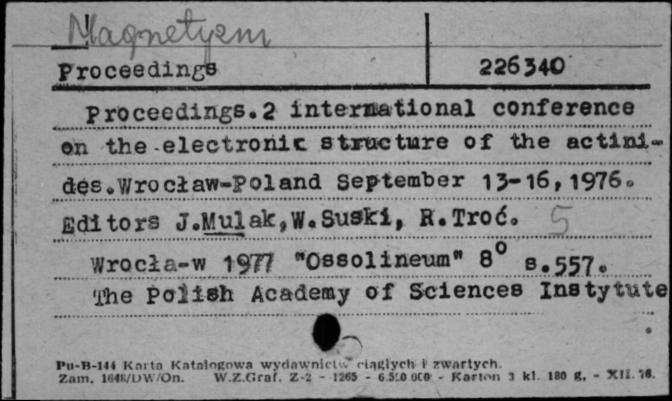 Magnetyzm
Proceedings 226340
Proceedings.2 international conference
on the electronic structure of the actini-
des.Wrocław-Poland September 13-16,1976.
Editors J.Mulak,W.Suski, R.Troć. 5
Wrocła-w 1977 "Ossolineum" 8° s.557.
The Polish Academy of Sciences Instytute
Pu-B-144 Karta Katalogowa wydawnictw ciągłych i zwartych.
Zam. 1648/DW/On. W.Z.Graf. Z-2 - 1265 - 6.500 000 - Karton 3 kl. 180 g. - XII. 76.